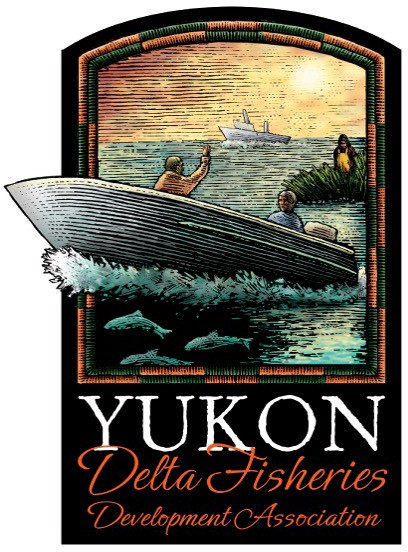 YUKON
Delta Fisheries
Development Association